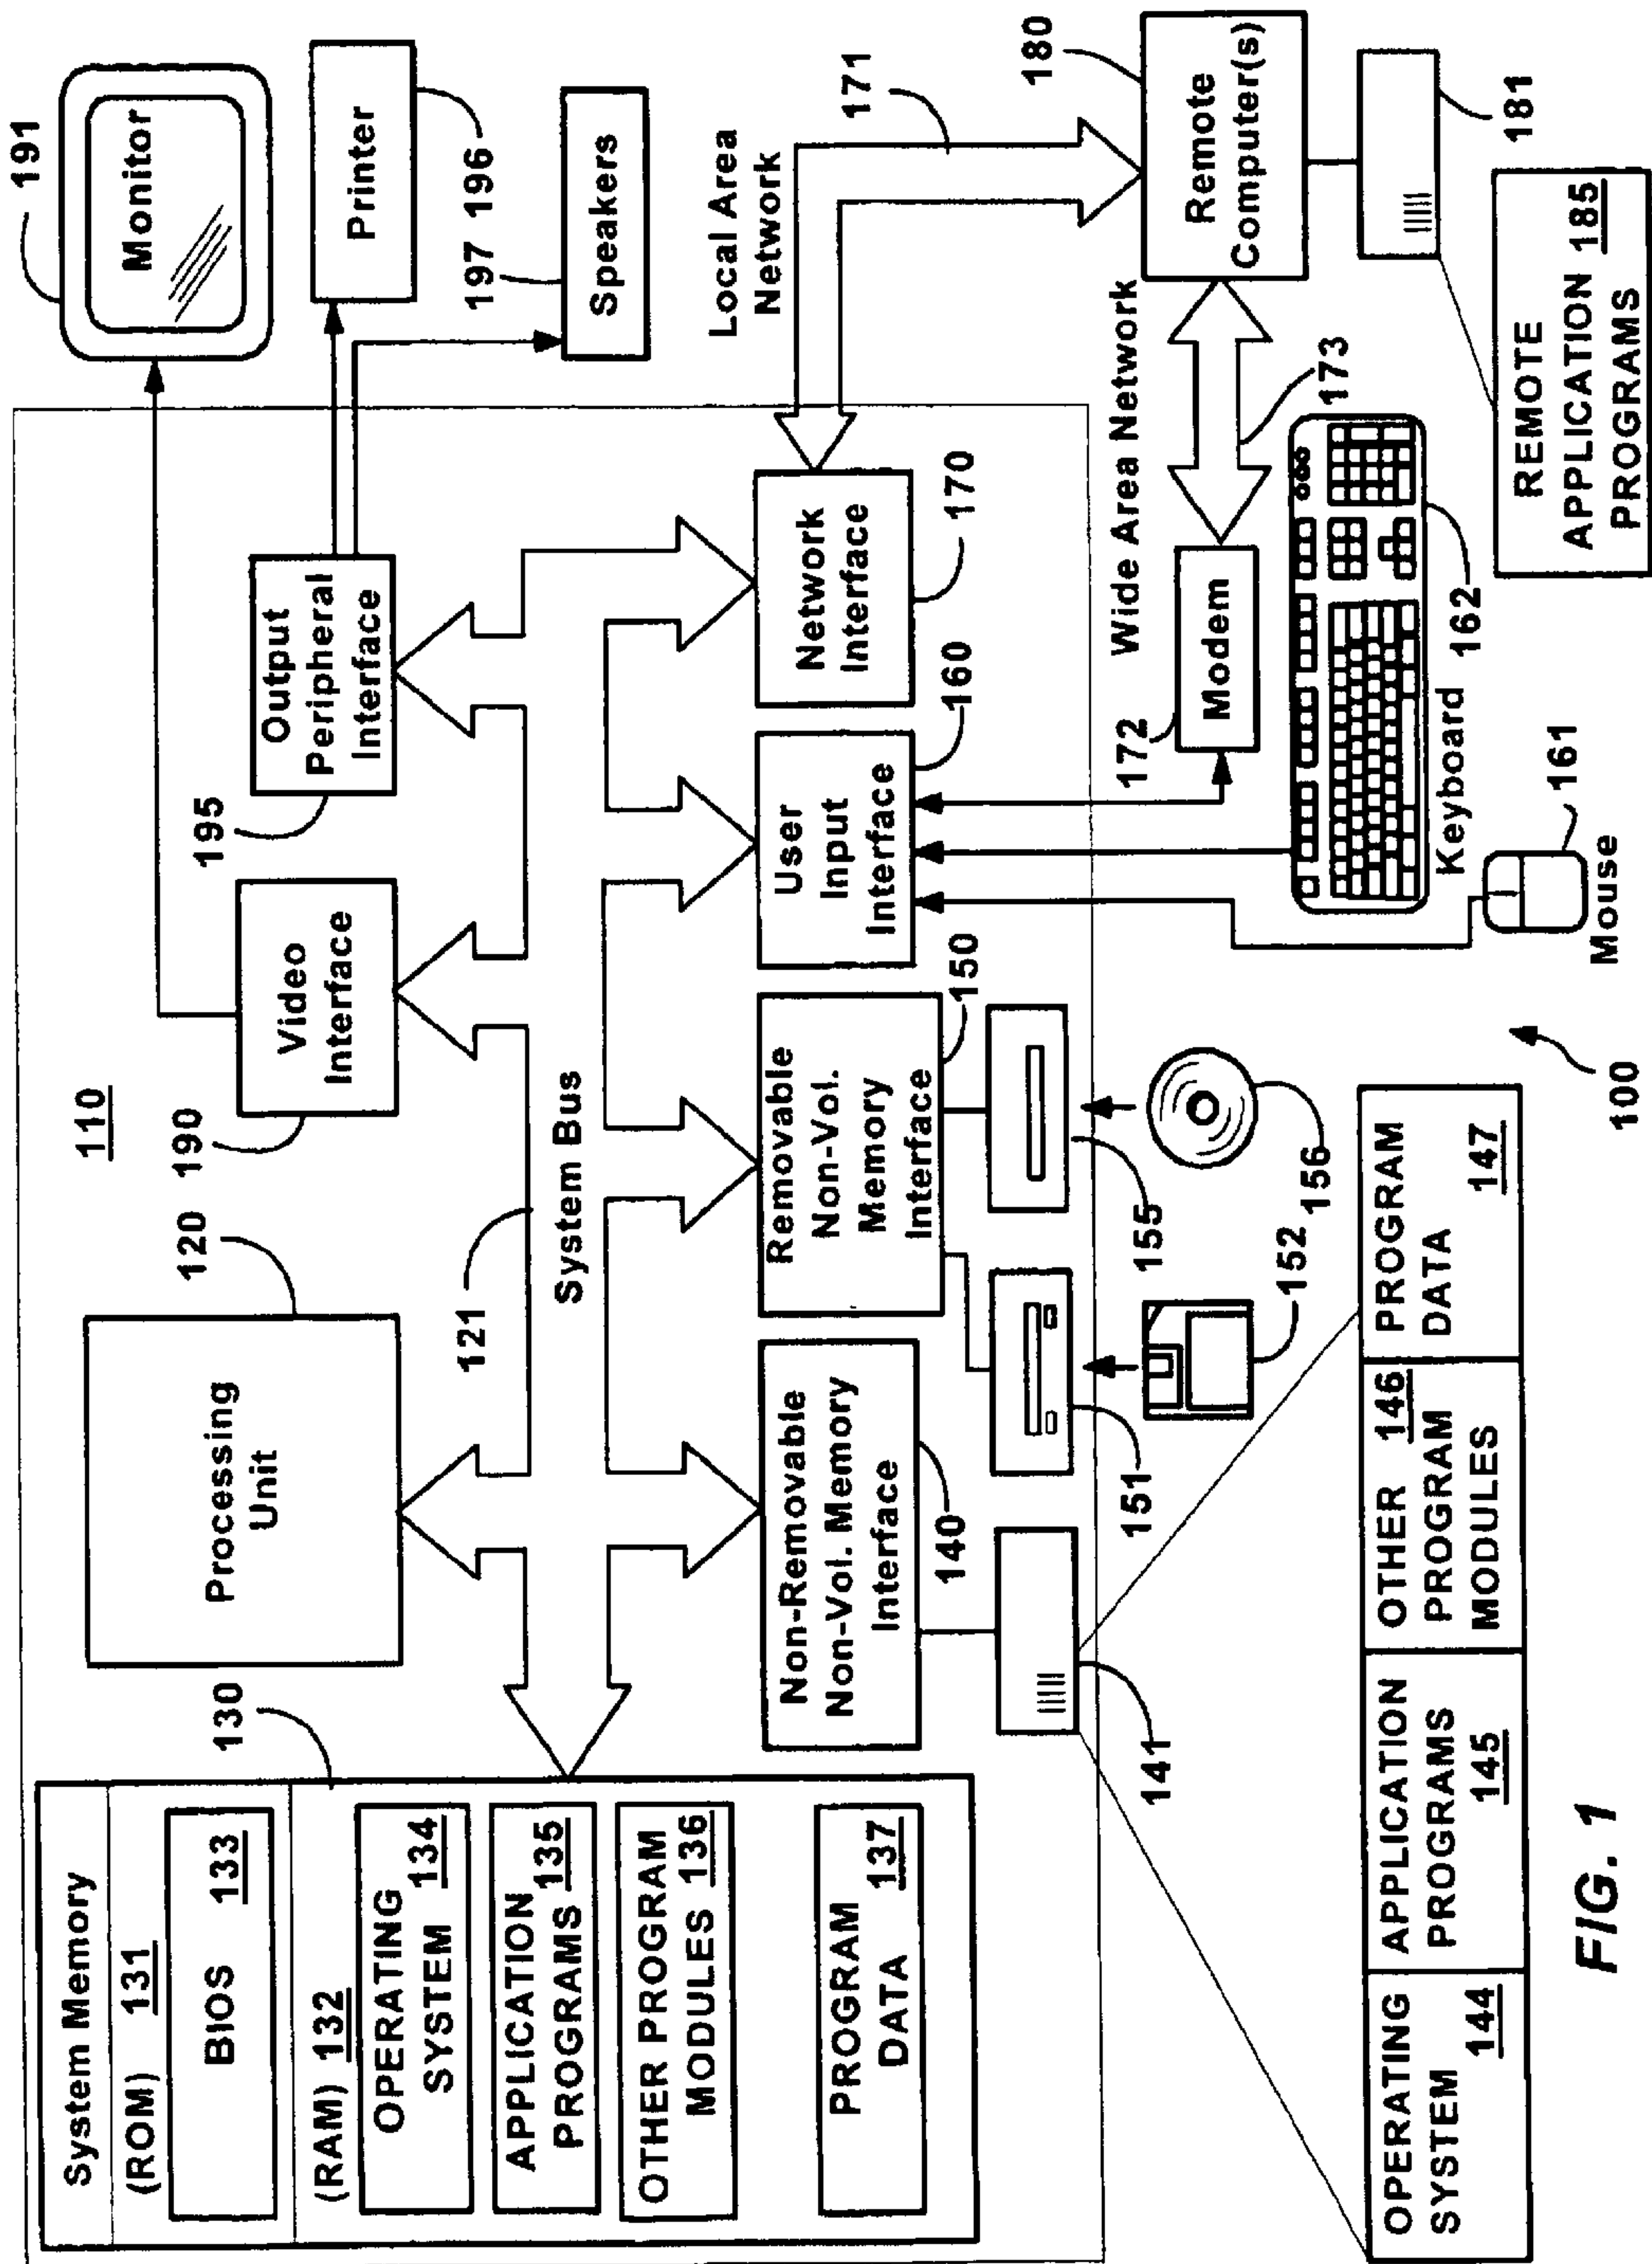 System Memory
(ROM) 131
BIOS 133
(RAM) 132
OPERATING
SYSTEM 134
APPLICATION
PROGRAMS 135
OTHER PROGRAM
MODULES 136
PROGRAM
DATA 137
130
Processing
Unit
120
110
121
System Bus
190
Video
Interface
195
Output
Peripheral
Interface
191
Monitor
Printer
196
197
Speakers
Non-Removable
Non-Vol. Memory
Interface
140
Removable
Non-Vol.
Memory
Interface
150
User
Input
Interface
160
Network
Interface
170
Local Area
Network
171
141
151
155
152
156
172
Modem
Wide Area Network
173
Remote
Computer(s)
180
181
REMOTE
APPLICATION 185
PROGRAMS
Keyboard
162
Mouse
161
OPERATING
SYSTEM
144
APPLICATION
PROGRAMS
145
OTHER 146
PROGRAM
MODULES
PROGRAM
DATA
147
100
FIG. 1